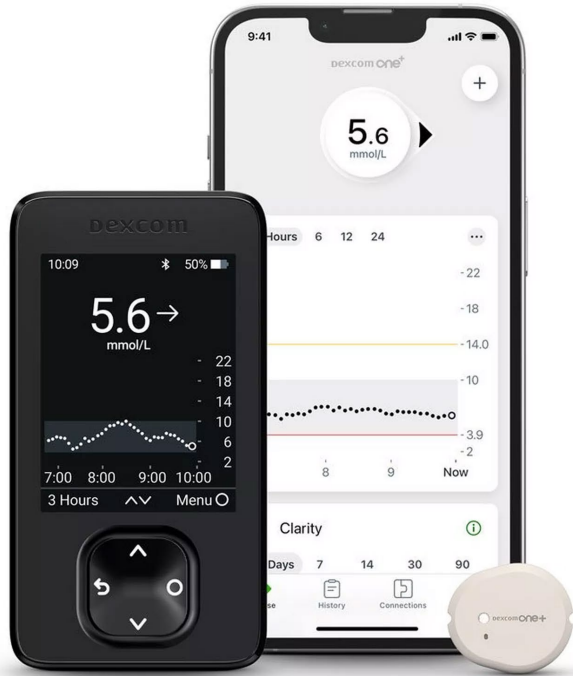 9:41
Dexcom ONE+
+
5.6
mmol/L
Hours 6 12 24
22
18
14.0
10
3.9
2
8 9 Now
Clarity
Days 7 14 30 90
History Connections
Dexcom
10:09 50%
5.6→
mmol/L
22
18
14
10
6
2
7:00 8:00 9:00 10:00
3 Hours Menu
Dexcom ONE+